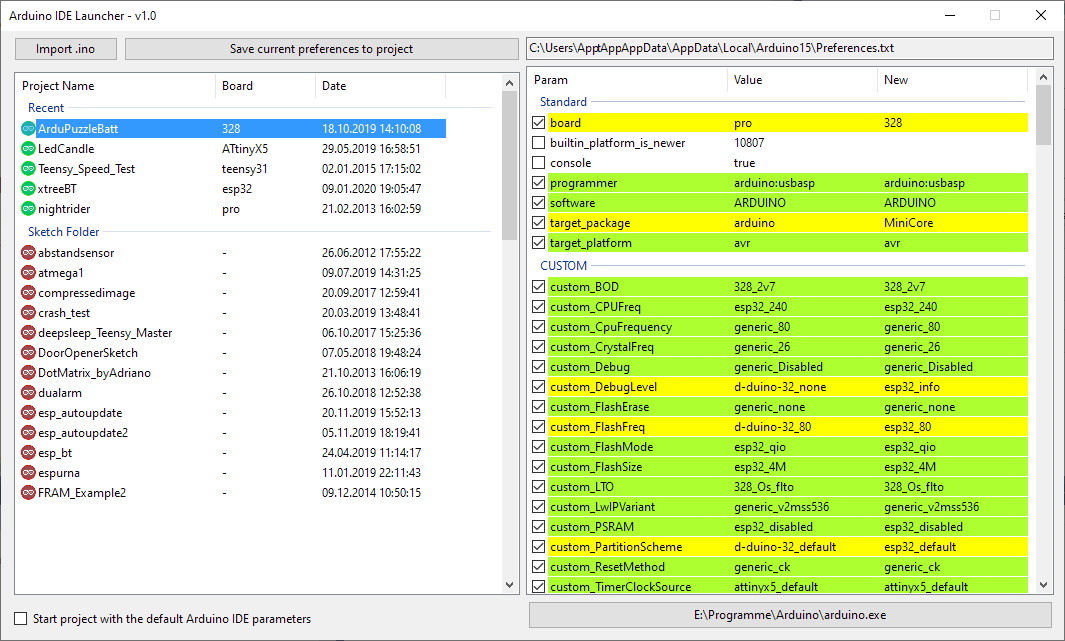 Arduino IDE Launcher - v1.0
Import .ino
Save current preferences to project
Project Name Board Date
Recent
ArduPuzzleBatt 328 18.10.2019 14:10:08
LedCandle ATtinyX5 29.05.2019 16:58:51
Teensy_Speed_Test teensy31 02.01.2015 17:15:02
xtreeBT esp32 09.01.2020 19:05:47
nightrider pro 21.02.2013 16:02:59
Sketch Folder
abstandsensor - 26.06.2012 17:55:22
atmega1 - 09.07.2019 14:31:25
compressedimage - 20.09.2017 12:59:41
crash_test - 20.03.2019 13:48:41
deepsleep_Teensy_Master - 06.10.2017 15:25:36
DoorOpenerSketch - 07.05.2018 19:48:24
DotMatrix_byAdriano - 21.10.2013 16:06:19
dualarm - 26.10.2018 12:52:38
esp_autoupdate - 20.11.2019 15:52:13
esp_autoupdate2 - 05.11.2019 18:19:41
esp_bt - 24.04.2019 11:14:17
espurna - 11.01.2019 22:11:43
FRAM_Example2 - 09.12.2014 10:50:15
Start project with the default Arduino IDE parameters
C:\Users\ApptAppAppData\AppData\Local\Arduino15\Preferences.txt
Param Value New
Standard
board pro 328
builtin_platform_is_newer 10807
console true
programmer arduino:usbasp arduino:usbasp
software ARDUINO ARDUINO
target_package arduino MiniCore
target_platform avr avr
CUSTOM
custom_BOD 328_2v7 328_2v7
custom_CPUFreq esp32_240 esp32_240
custom_CpuFrequency generic_80 generic_80
custom_CrystalFreq generic_26 generic_26
custom_Debug generic_Disabled generic_Disabled
custom_DebugLevel d-duino-32_none esp32_info
custom_FlashErase generic_none generic_none
custom_FlashFreq d-duino-32_80 esp32_80
custom_FlashMode esp32_qio esp32_qio
custom_FlashSize esp32_4M esp32_4M
custom_LTO 328_Os_flto 328_Os_flto
custom_LwIPVariant generic_v2mss536 generic_v2mss536
custom_PSRAM esp32_disabled esp32_disabled
custom_PartitionScheme d-duino-32_default esp32_default
custom_ResetMethod generic_ck generic_ck
custom_TimerClockSource attinyx5_default attinyx5_default
E:\Programme\Arduino\arduino.exe